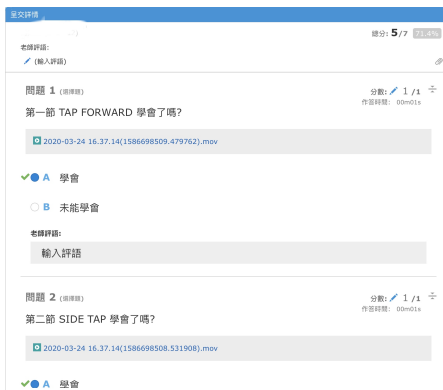 呈交詳情
總分: 5/7 71.4%
老師評語:
(輸入評語)
問題 1 (選擇題)
分數: 1 /1
作答時間: 00m01s
第一節 TAP FORWARD 學會了嗎?
2020-03-24 16.37.14(1586698509.479762).mov
A 學會
B 未能學會
老師評語:
輸入評語
問題 2 (選擇題)
分數: 1 /1
作答時間: 00m01s
第二節 SIDE TAP 學會了嗎?
2020-03-24 16.37.14(1586698508.531908).mov
A 學會